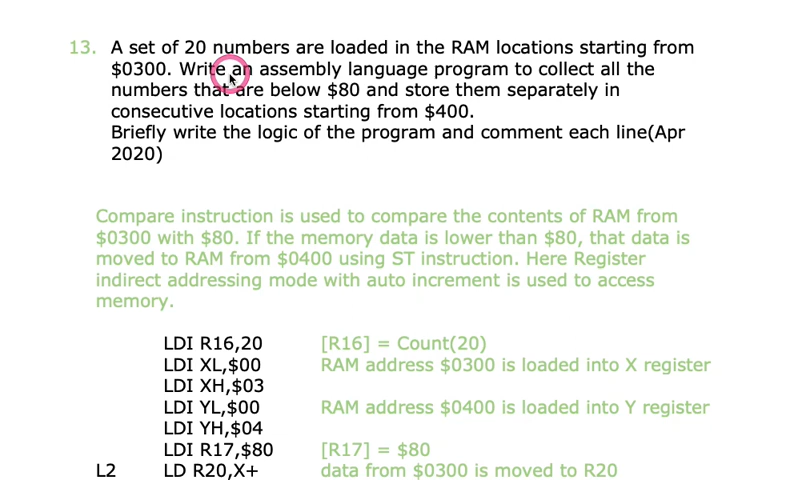 13. A set of 20 numbers are loaded in the RAM locations starting from
$0300. Write an assembly language program to collect all the
numbers that are below $80 and store them separately in
consecutive locations starting from $400.
Briefly write the logic of the program and comment each line(Apr
2020)
Compare instruction is used to compare the contents of RAM from
$0300 with $80. If the memory data is lower than $80, that data is
moved to RAM from $0400 using ST instruction. Here Register
indirect addressing mode with auto increment is used to access
memory.
LDI R16,20 [R16] = Count(20)
LDI XL,$00 RAM address $0300 is loaded into X register
LDI XH,$03
LDI YL,$00 RAM address $0400 is loaded into Y register
LDI YH,$04
LDI R17,$80 [R17] = $80
L2 LD R20,X+ data from $0300 is moved to R20